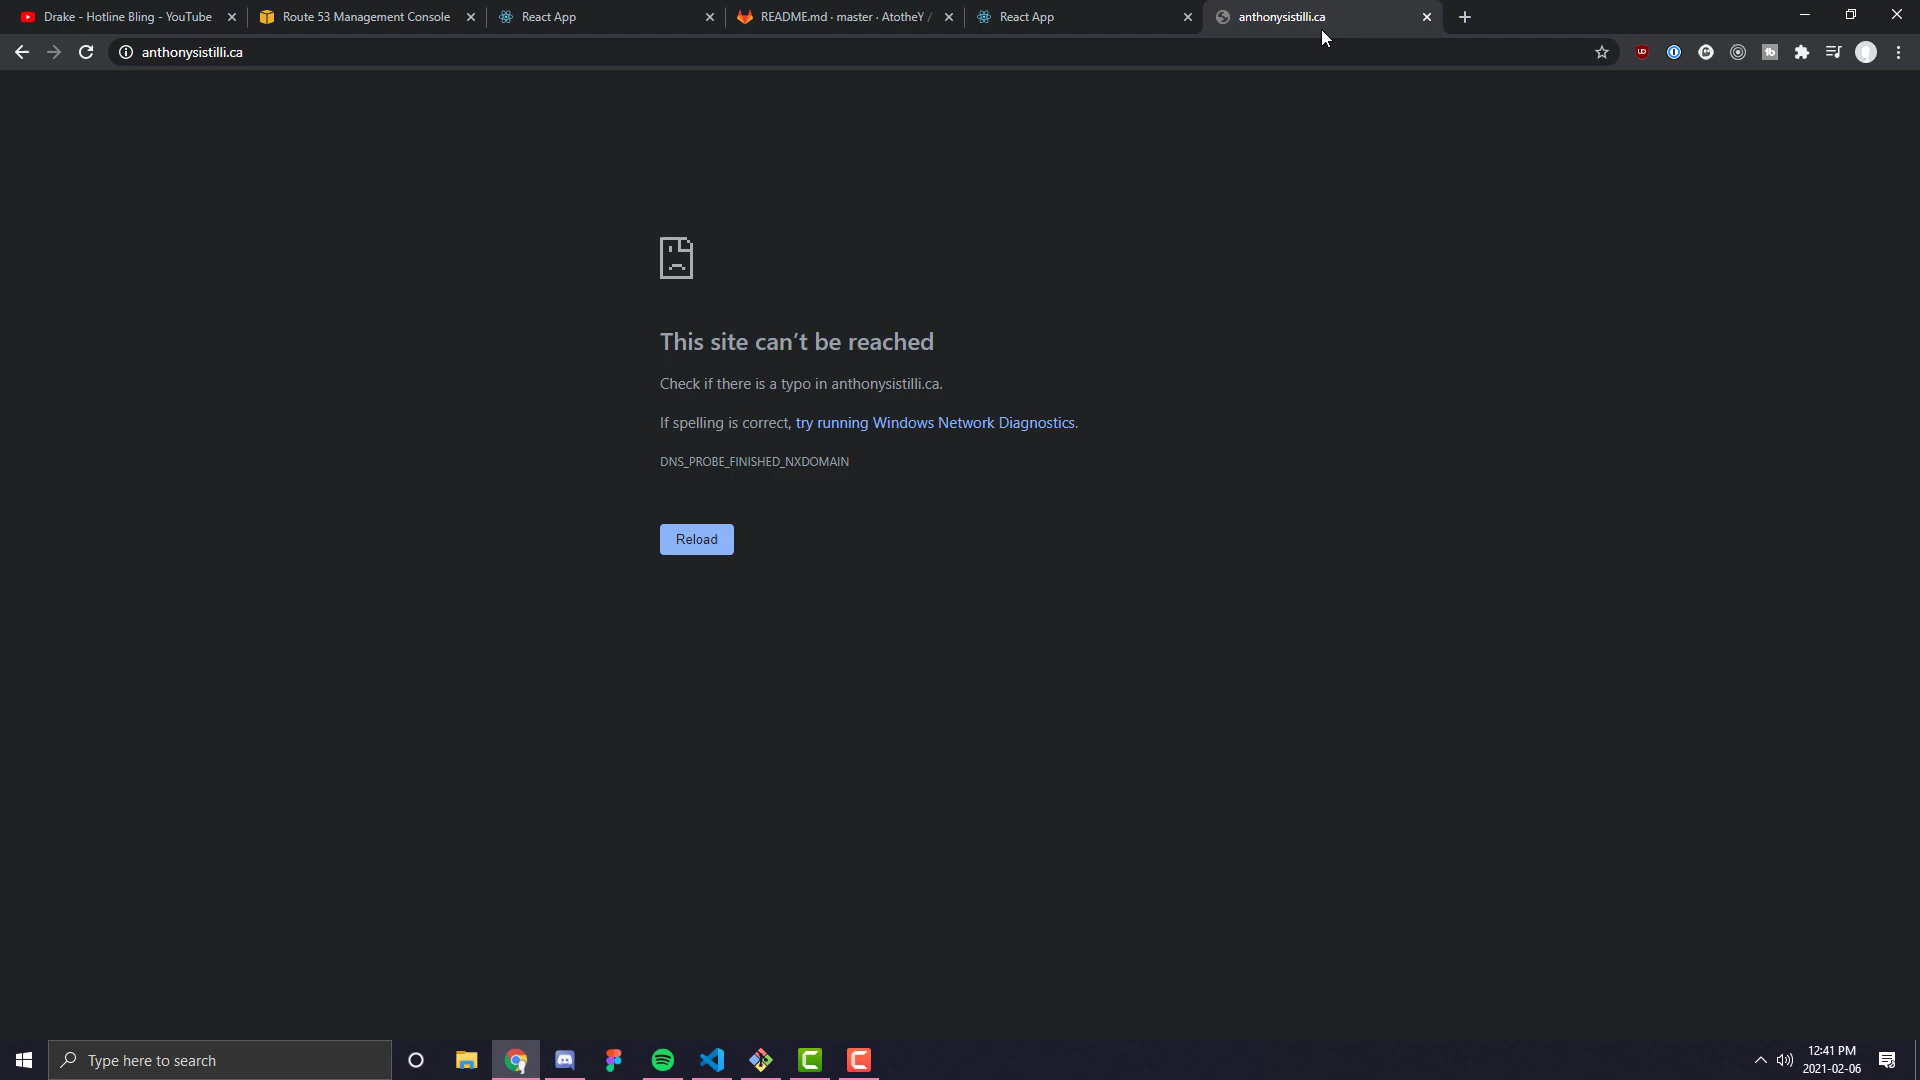 Drake - Hotline Bling - YouTube
Route 53 Management Console
React App
README.md · master · AtotheY /
React App
anthonysistilli.ca
anthonysistilli.ca
This site can't be reached
Check if there is a typo in anthonysistilli.ca.
If spelling is correct, try running Windows Network Diagnostics.
DNS_PROBE_FINISHED_NXDOMAIN
Reload
Type here to search
12:41 PM
2021-02-06